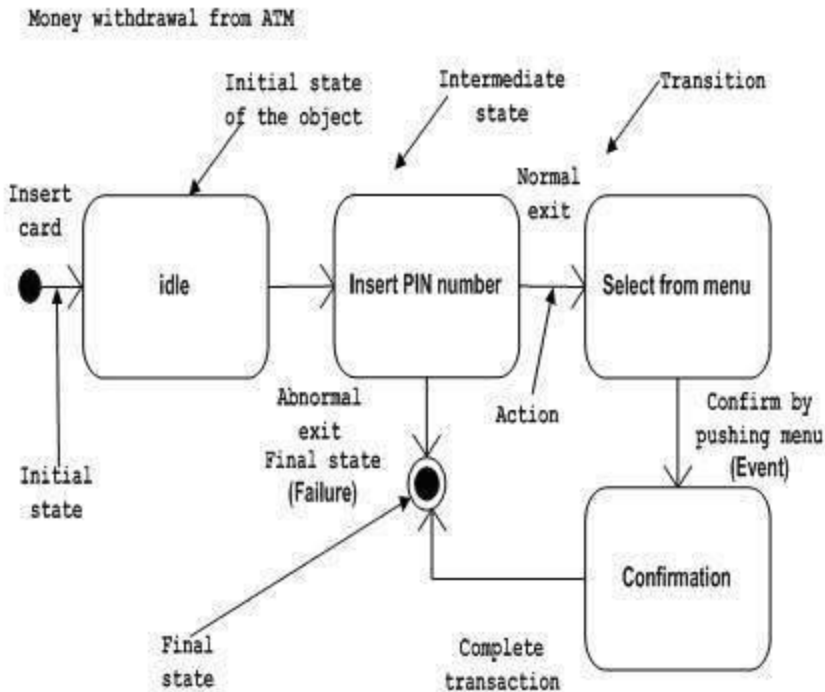 Money withdrawal from ATM
Initial state
of the object
Intermediate
state
Transition
Insert
card
Normal
exit
idle
Insert PIN number
Select from menu
Abnormal
exit
Final state
(Failure)
Action
Confirm by
pushing menu
(Event)
Initial
state
Confirmation
Final
state
Complete
transaction